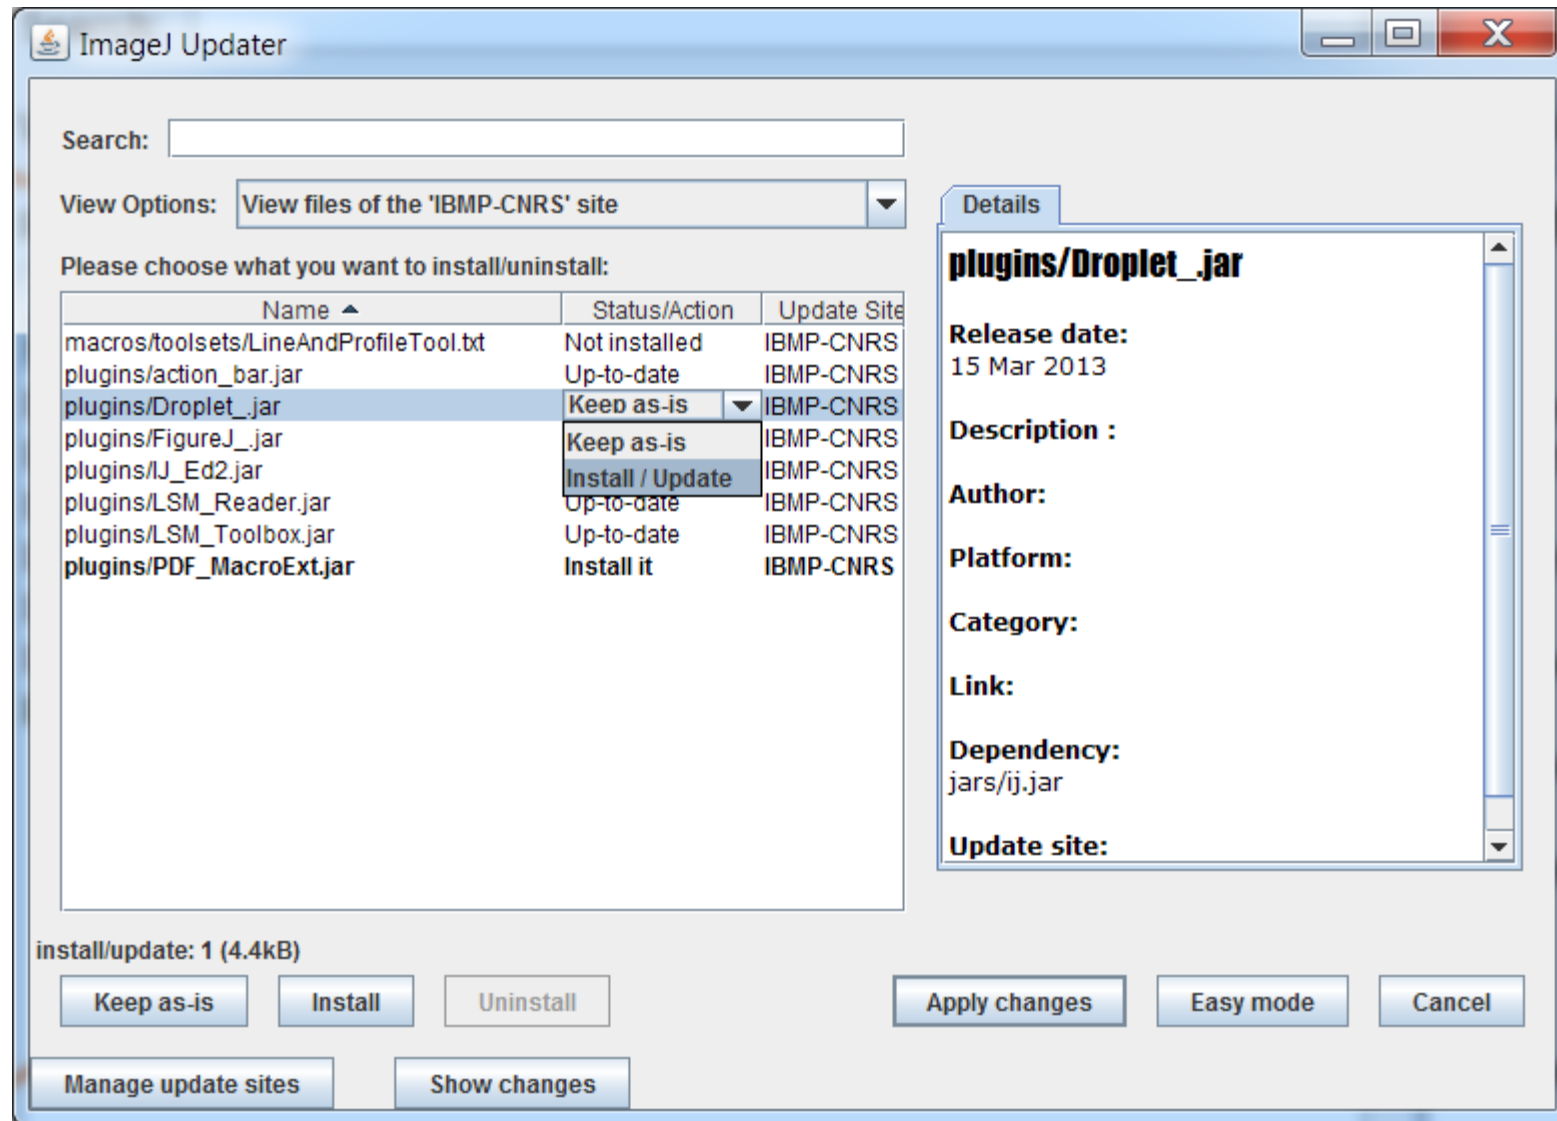 ImageJ Updater
Search:
View Options: View files of the 'IBMP-CNRS' site
Please choose what you want to install/uninstall:
Name Status/Action Update Site
macros/toolsets/LineAndProfileTool.txt Not installed IBMP-CNRS
plugins/action_bar.jar Up-to-date IBMP-CNRS
plugins/Droplet_.jar Keep as-is IBMP-CNRS
plugins/FigureJ_.jar Keep as-is IBMP-CNRS
plugins/IJ_Ed2.jar Install / Update IBMP-CNRS
plugins/LSM_Reader.jar Up-to-date IBMP-CNRS
plugins/LSM_Toolbox.jar Up-to-date IBMP-CNRS
plugins/PDF_MacroExt.jar Install it IBMP-CNRS
Details
plugins/Droplet_.jar
Release date:
15 Mar 2013
Description :
Author:
Platform:
Category:
Link:
Dependency:
jars/ij.jar
Update site:
install/update: 1 (4.4kB)
Keep as-is Install Uninstall Apply changes Easy mode Cancel
Manage update sites Show changes